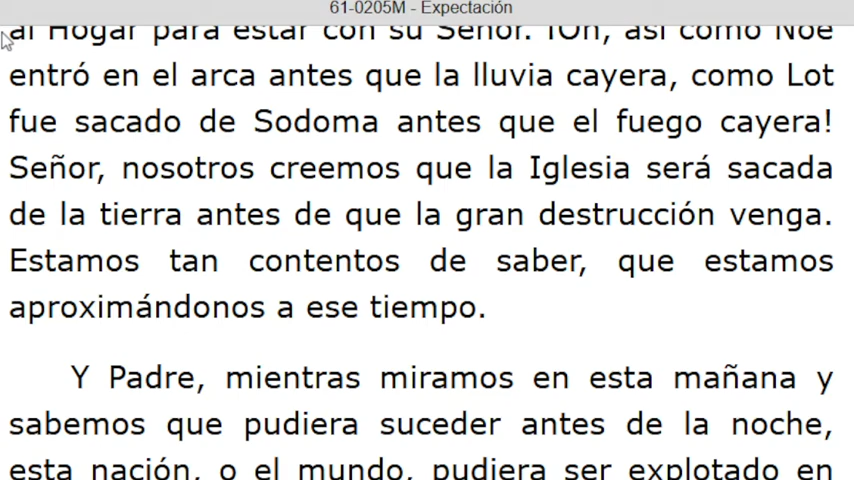 61-0205M - Expectación
al Hogar para estar con su Señor. ¡Oh, así como Noé
entró en el arca antes que la lluvia cayera, como Lot
fue sacado de Sodoma antes que el fuego cayera!
Señor, nosotros creemos que la Iglesia será sacada
de la tierra antes de que la gran destrucción venga.
Estamos tan contentos de saber, que estamos
aproximándonos a ese tiempo.
Y Padre, mientras miramos en esta mañana y
sabemos que pudiera suceder antes de la noche,
esta nación, o el mundo, pudiera ser explotado en